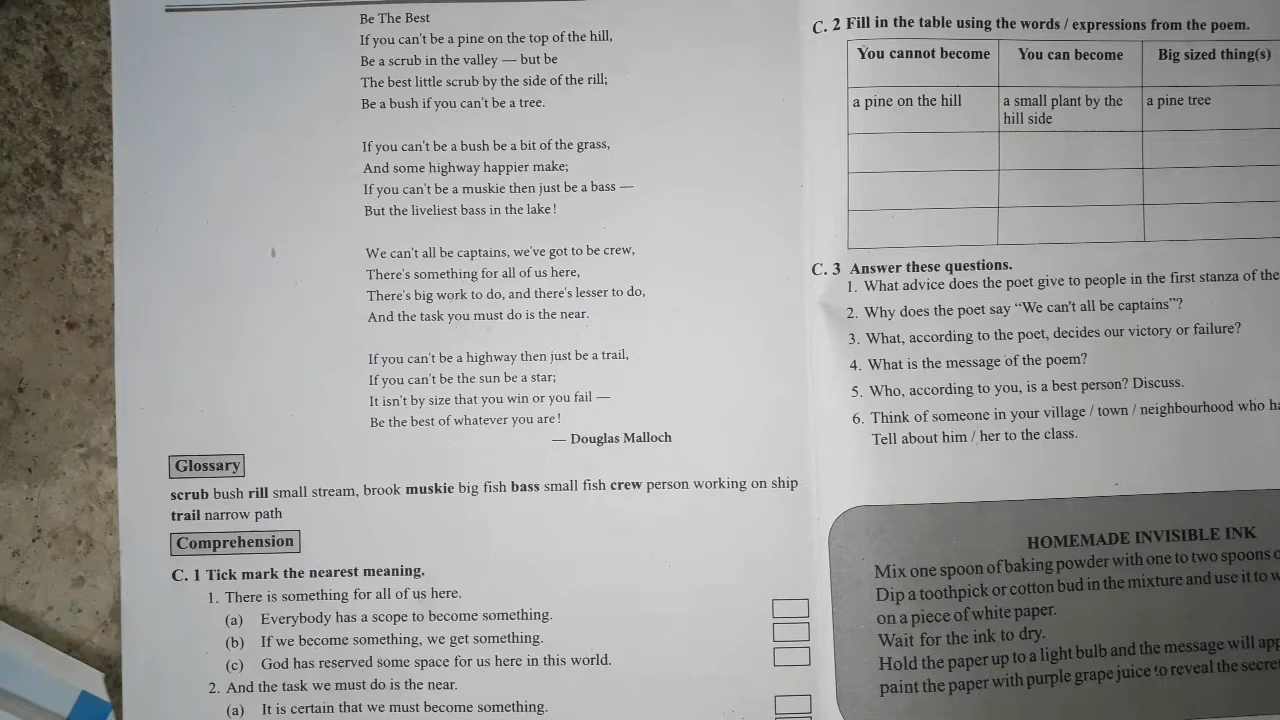 Be The Best
If you can't be a pine on the top of the hill,
Be a scrub in the valley — but be
The best little scrub by the side of the rill;
Be a bush if you can't be a tree.
If you can't be a bush be a bit of the grass,
And some highway happier make;
If you can't be a muskie then just be a bass —
But the liveliest bass in the lake!
We can't all be captains, we've got to be crew,
There's something for all of us here,
There's big work to do, and there's lesser to do,
And the task you must do is the near.
If you can't be a highway then just be a trail,
If you can't be the sun be a star;
It isn't by size that you win or you fail —
Be the best of whatever you are!
— Douglas Malloch
Glossary
scrub bush rill small stream, brook muskie big fish bass small fish crew person working on ship
trail narrow path
Comprehension
C. 1 Tick mark the nearest meaning.
1. There is something for all of us here.
(a) Everybody has a scope to become something.
(b) If we become something, we get something.
(c) God has reserved some space for us here in this world.
2. And the task we must do is the near.
(a) It is certain that we must become something.
C. 2 Fill in the table using the words / expressions from the poem.
You cannot become You can become Big sized thing(s)
a pine on the hill a small plant by the a pine tree
hill side
C. 3 Answer these questions.
1. What advice does the poet give to people in the first stanza of the
2. Why does the poet say “We can't all be captains”?
3. What, according to the poet, decides our victory or failure?
4. What is the message of the poem?
5. Who, according to you, is a best person? Discuss.
6. Think of someone in your village / town / neighbourhood who
Tell about him / her to the class.
HOMEMADE INVISIBLE INK
Mix one spoon of baking powder with one to two spoons
Dip a toothpick or cotton bud in the mixture and use it to
on a piece of white paper.
Wait for the ink to dry.
Hold the paper up to a light bulb and the message will
paint the paper with purple grape juice to reveal the